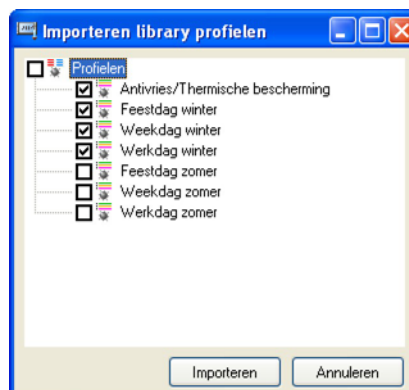 Importeren library profielen
Profielen
Antivries/Thermische bescherming
Feestdag winter
Weekdag winter
Werkdag winter
Feestdag zomer
Weekdag zomer
Werkdag zomer
Importeren Annuleren